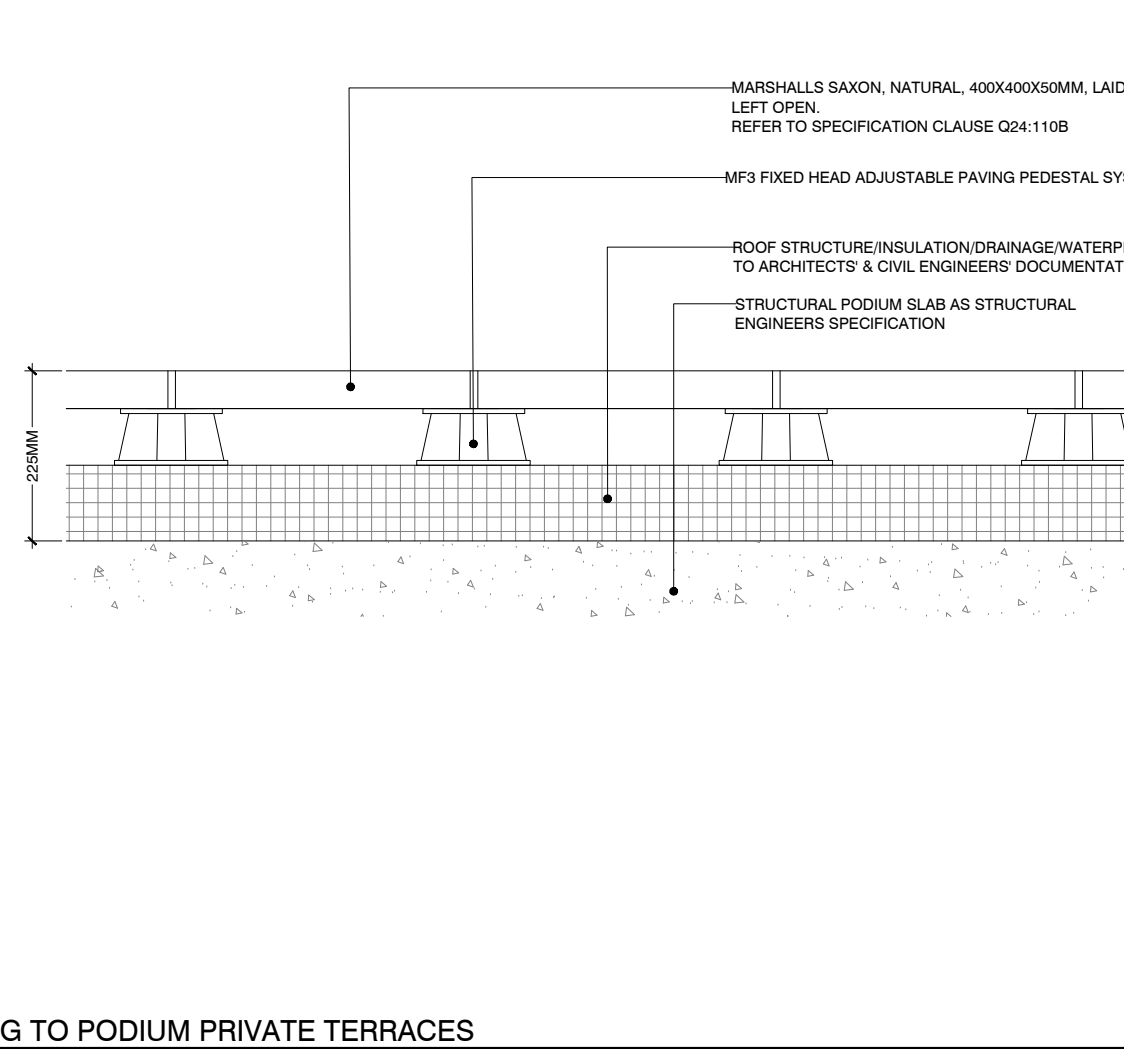 MARSHALLS SAXON, NATURAL, 400X400X50MM, LAID
LEFT OPEN.
REFER TO SPECIFICATION CLAUSE Q24:110B
MF3 FIXED HEAD ADJUSTABLE PAVING PEDESTAL SYS
ROOF STRUCTURE/INSULATION/DRAINAGE/WATERP
TO ARCHITECTS' & CIVIL ENGINEERS' DOCUMENTAT
STRUCTURAL PODIUM SLAB AS STRUCTURAL
ENGINEERS SPECIFICATION
225MM
G TO PODIUM PRIVATE TERRACES